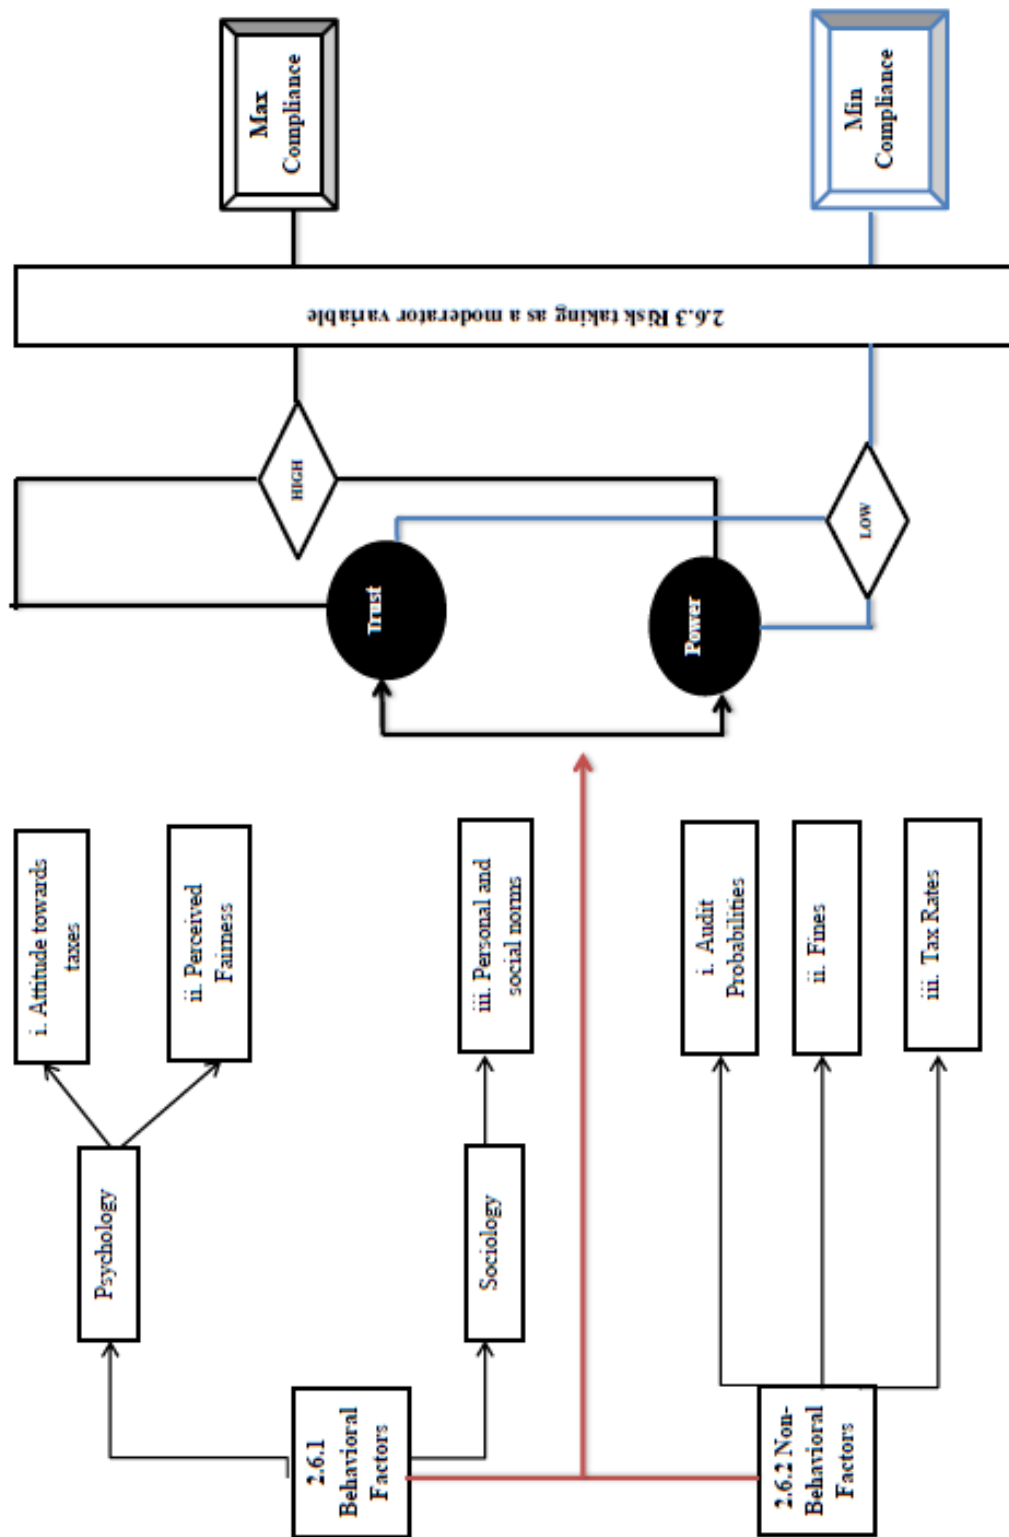 2.6.1
Behavioral
Factors
Psychology
Sociology
i. Attitude towards
taxes
ii. Perceived
Fairness
iii. Personal and
social norms
2.6.2 Non-
Behavioral
Factors
i. Audit
Probabilities
ii. Fines
iii. Tax Rates
Trust
Power
HIGH
LOW
2.6.3 Risk taking as a moderator variable
Max
Compliance
Min
Compliance